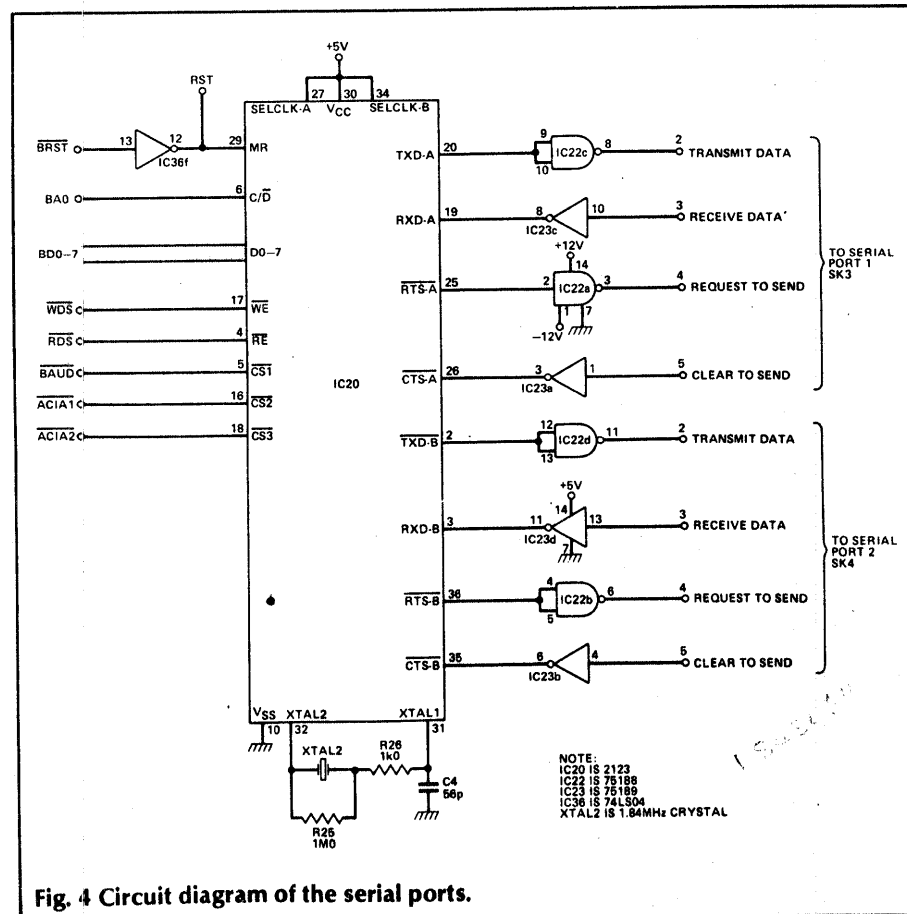 +5V
RST
27 30 34
SELCLK-A VCC SELCLK-B
BRST 13 12 29 MR
IC36f
BA0 6 C/D
BD0-7 D0-7
WDS 17 WE
RDS 4 RE
BAUD 5 CS1
ACIA1 16 CS2
ACIA2 18 CS3
IC20
TXD-A 20 9 10 IC22c 8 2 TRANSMIT DATA
RXD-A 19 8 IC23c 10 3 RECEIVE DATA'
+12V
14
RTS-A 25 2 IC22a 3 4 REQUEST TO SEND
1 7
-12V
CTS-A 26 3 IC23a 1 5 CLEAR TO SEND
TO SERIAL
PORT 1
SK3
TXD-B 2 12 13 IC22d 11 2 TRANSMIT DATA
+5V
14
RXD-B 3 11 IC23d 13 3 RECEIVE DATA
7
RTS-B 36 4 5 IC22b 6 4 REQUEST TO SEND
CTS-B 35 6 IC23b 4 5 CLEAR TO SEND
TO SERIAL
PORT 2
SK4
VSS XTAL2 XTAL1
10 32 31
XTAL2
R26
1k0
C4
56p
R25
1M0
NOTE:
IC20 IS 2123
IC22 IS 75188
IC23 IS 75189
IC36 IS 74LS04
XTAL2 IS 1.84MHz CRYSTAL
Fig. 4 Circuit diagram of the serial ports.